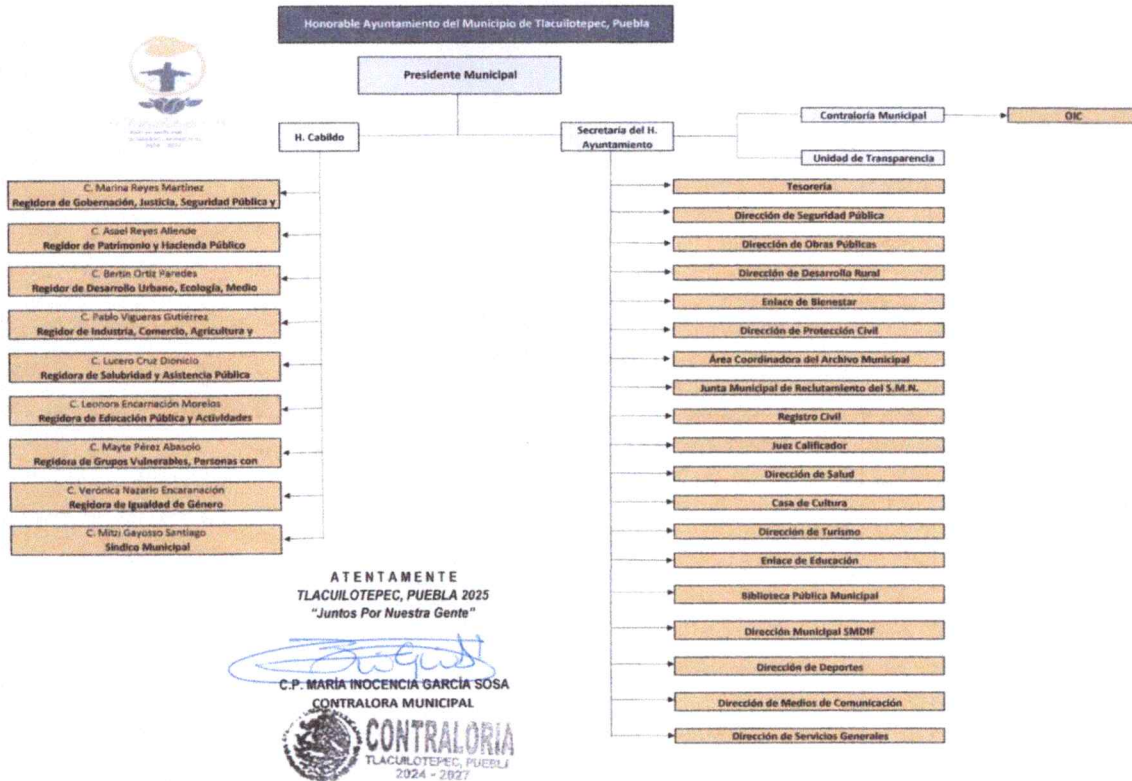 Honorable Ayuntamiento del Municipio de Tlacuilotepec, Puebla
Presidente Municipal
H. Cabildo
Secretaría del H.
Ayuntamiento
Contraloría Municipal
OIC
Unidad de Transparencia
C. Marina Reyes Martínez
Regidora de Gobernación, Justicia, Seguridad Pública y
C. Asael Reyes Allende
Regidor de Patrimonio y Hacienda Público
C. Bertín Ortiz Paredes
Regidor de Desarrollo Urbano, Ecología, Medio
C. Pablo Vigueras Gutiérrez
Regidor de Industria, Comercio, Agricultura y
C. Lucero Cruz Dionicio
Regidora de Salubridad y Asistencia Pública
C. Leonora Encarnación Morelos
Regidora de Educación Pública y Actividades
C. Mayte Pérez Abasolo
Regidora de Grupos Vulnerables, Personas con
C. Verónica Nazario Encaranación
Regidora de Igualdad de Género
C. Mitzi Gayosso Santiago
Síndico Municipal
Tesorería
Dirección de Seguridad Pública
Dirección de Obras Públicas
Dirección de Desarrollo Rural
Enlace de Bienestar
Dirección de Protección Civil
Área Coordinadora del Archivo Municipal
Junta Municipal de Reclutamiento del S.M.N.
Registro Civil
Juez Calificador
Dirección de Salud
Casa de Cultura
Dirección de Turismo
Enlace de Educación
Biblioteca Pública Municipal
Dirección Municipal SMDIF
Dirección de Deportes
Dirección de Medios de Comunicación
Dirección de Servicios Generales
ATENTAMENTE
TLACUILOTEPEC, PUEBLA 2025
"Juntos Por Nuestra Gente"
C.P. MARÍA INOCENCIA GARCÍA SOSA
CONTRALORA MUNICIPAL
CONTRALORIA
TLACUILOTEPEC, PUEBLA
2024 - 2027